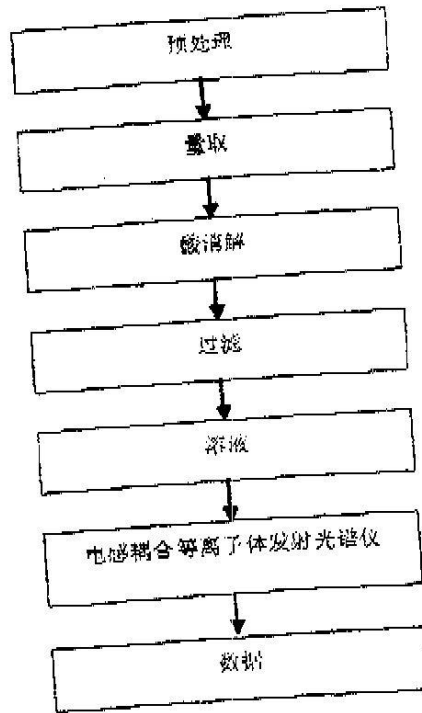 预处理
量取
酸消解
过滤
溶液
电感耦合等离子体发射光谱仪
数据